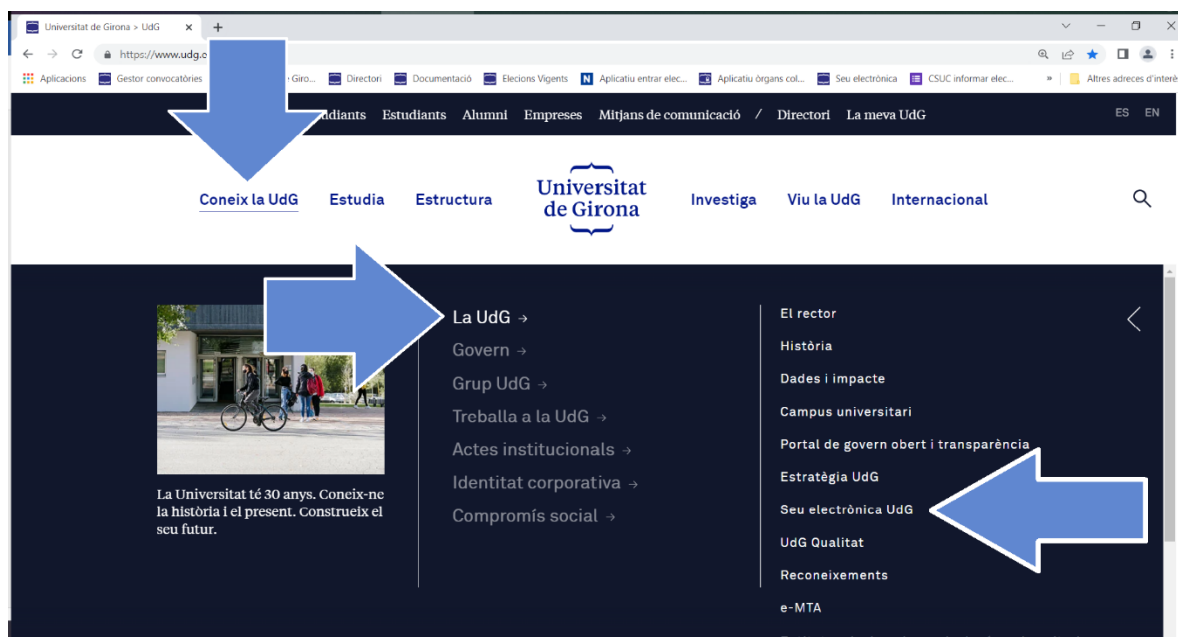 Universitat de Girona > UdG
https://www.udg.e
Aplicacions Gestor convocatòries e Giro... Directori Documentació Elecions Vigents Aplicatiu entrar elec... Aplicatiu òrgans col... Seu electrònica CSUC informar elec... » Altres adreces d'interè
udiants Estudiants Alumni Empreses Mitjans de comunicació / Directori La meva UdG ES EN
Coneix la UdG Estudia Estructura Universitat de Girona Investiga Viu la UdG Internacional
La UdG →
Govern →
Grup UdG →
Treballa a la UdG →
Actes institucionals →
Identitat corporativa →
Compromís social →
El rector
Història
Dades i impacte
Campus universitari
Portal de govern obert i transparència
Estratègia UdG
Seu electrònica UdG
UdG Qualitat
Reconeixements
e-MTA
La Universitat té 30 anys. Coneix-ne
la història i el present. Construeix el
seu futur.